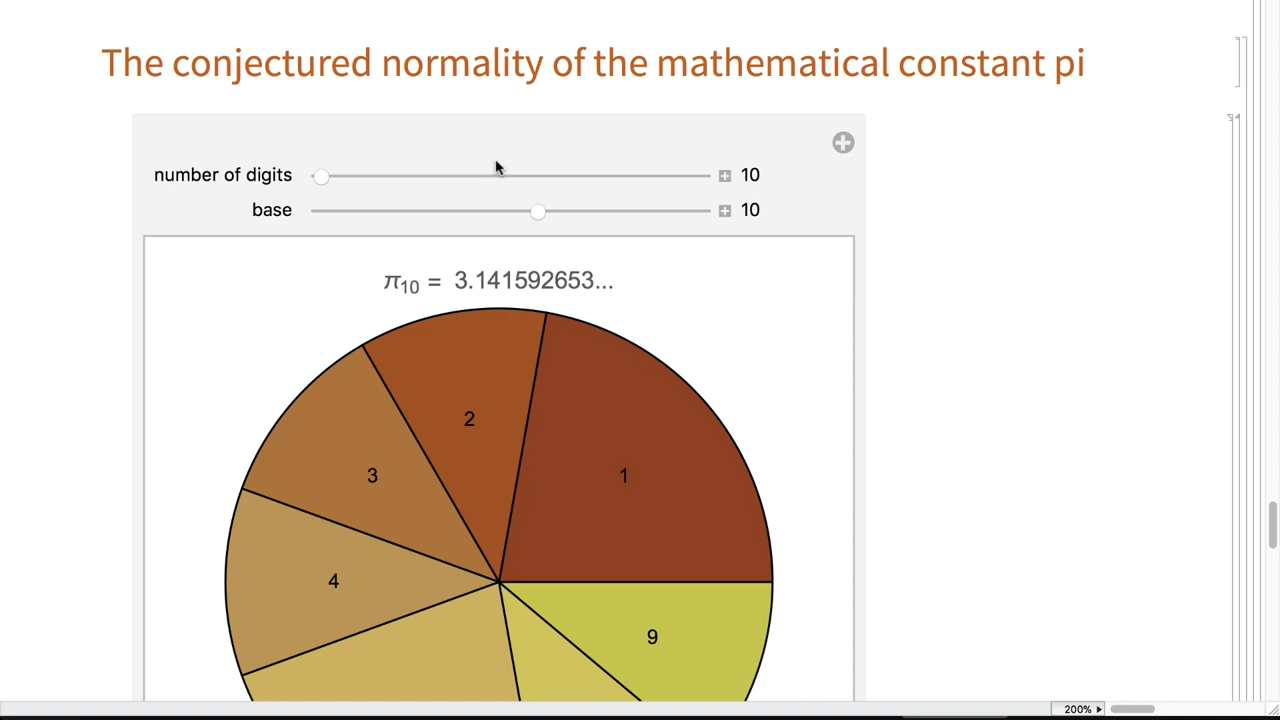 The conjectured normality of the mathematical constant pi
number of digits 10
base 10
π10 = 3.141592653...
2
1
3
4
9
200%